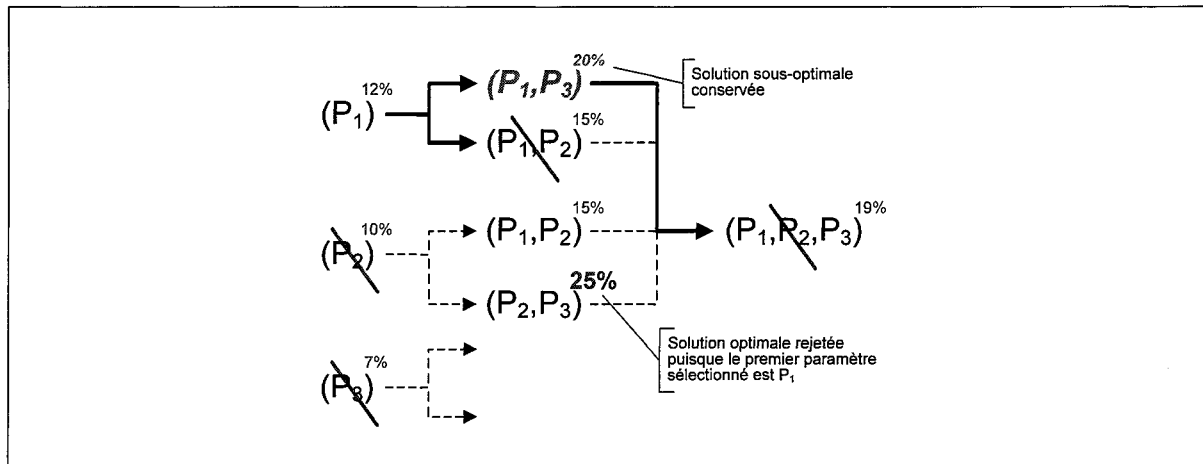 (P₁)¹²%
(P₁,P₃)²⁰%
Solution sous-optimale
conservée
(P₁,P₂)¹⁵%
(P₂)¹⁰%
(P₁,P₂)¹⁵%
(P₁,P₂,P₃)¹⁹%
(P₂,P₃)²⁵%
Solution optimale rejetée
puisque le premier paramètre
sélectionné est P₁
(P₃)⁷%